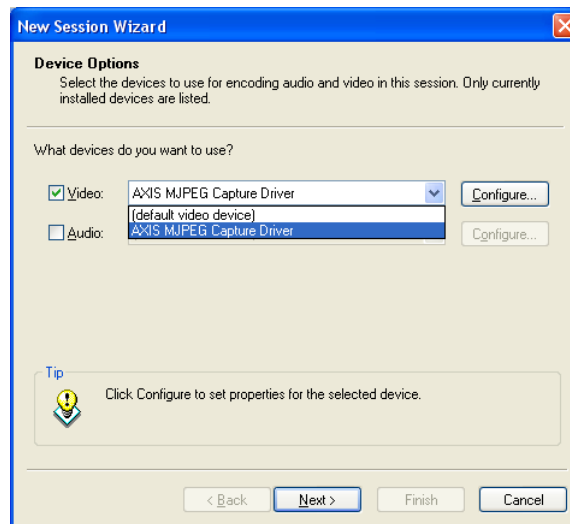 New Session Wizard
Device Options
Select the devices to use for encoding audio and video in this session. Only currently
installed devices are listed.
What devices do you want to use?
Video: AXIS MJPEG Capture Driver Configure...
(default video device)
Audio: AXIS MJPEG Capture Driver Configure...
Tip
Click Configure to set properties for the selected device.
< Back Next > Finish Cancel